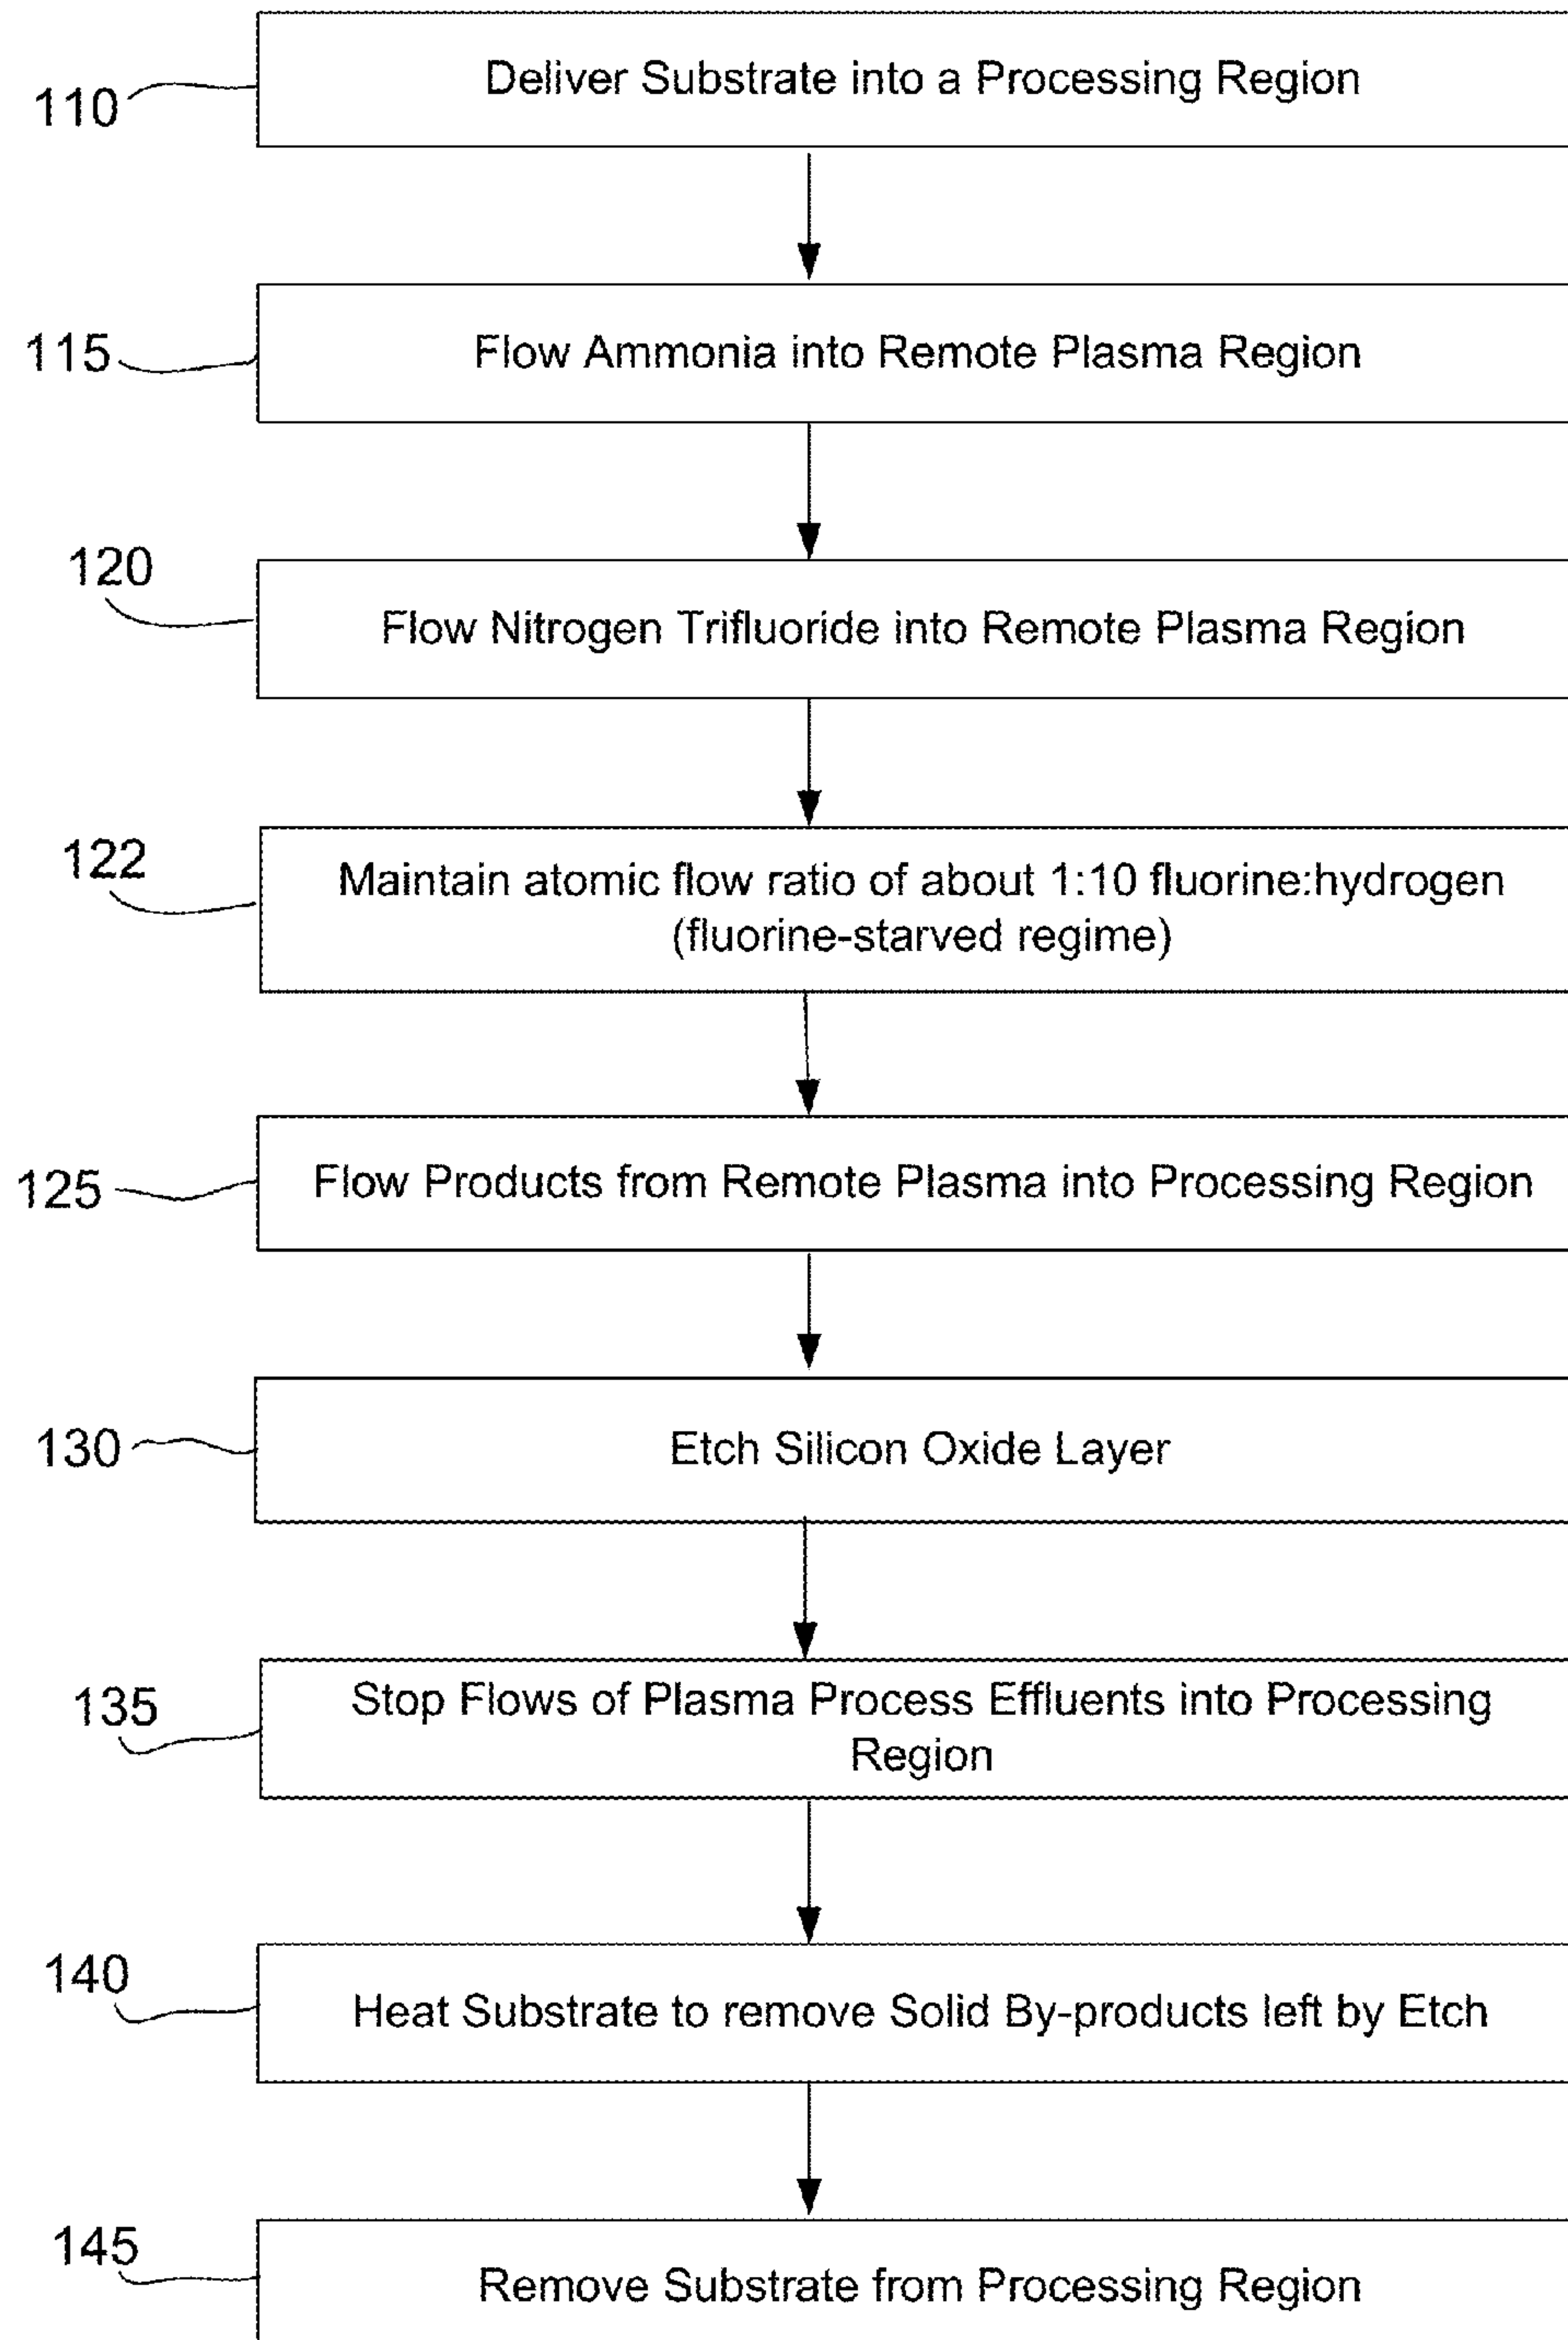 110
Deliver Substrate into a Processing Region
115
Flow Ammonia into Remote Plasma Region
120
Flow Nitrogen Trifluoride into Remote Plasma Region
122
Maintain atomic flow ratio of about 1:10 fluorine:hydrogen
(fluorine-starved regime)
125
Flow Products from Remote Plasma into Processing Region
130
Etch Silicon Oxide Layer
135
Stop Flows of Plasma Process Effluents into Processing
Region
140
Heat Substrate to remove Solid By-products left by Etch
145
Remove Substrate from Processing Region